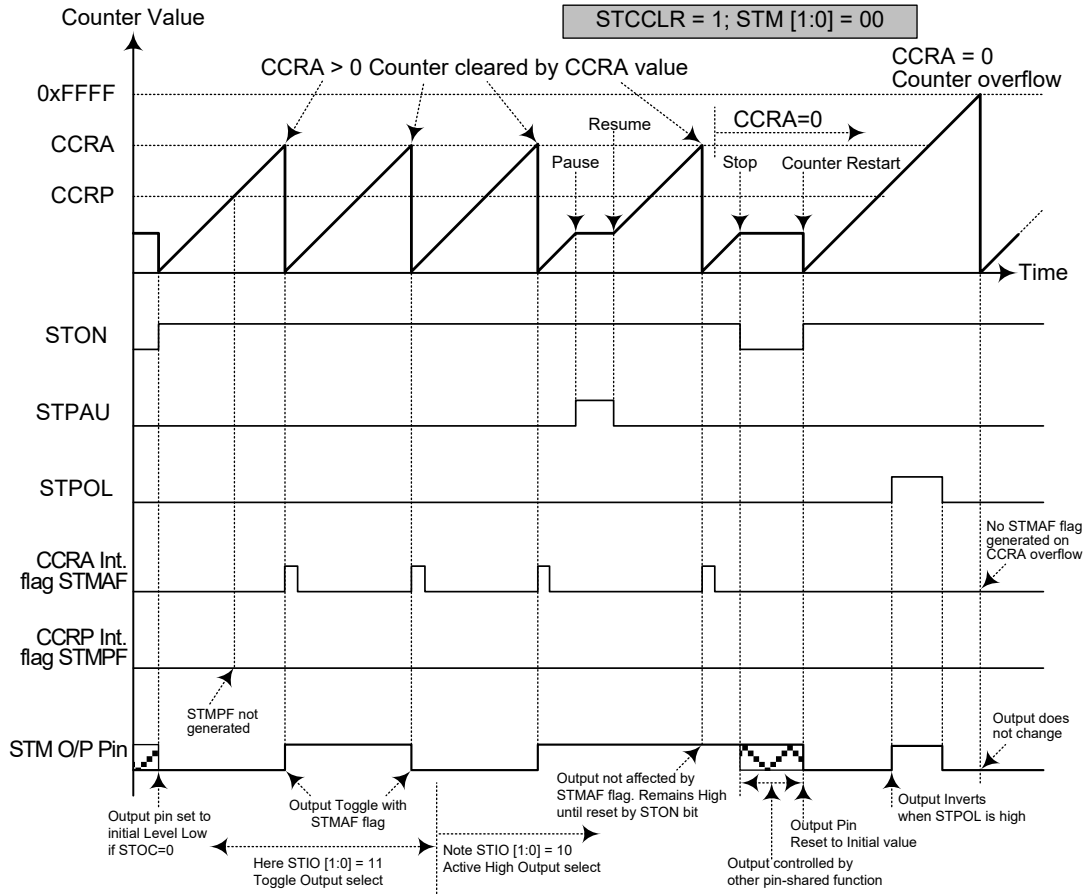 Counter Value
STCCLR = 1; STM [1:0] = 00
CCRA > 0 Counter cleared by CCRA value
CCRA = 0
Counter overflow
0xFFFF
CCRA
CCRP
Resume
CCRA=0
Pause
Stop
Counter Restart
Time
STON
STPAU
STPOL
No STMAF flag
generated on
CCRA overflow
CCRA Int.
flag STMAF
CCRP Int.
flag STMPF
STMPF not
generated
STM O/P Pin
Output does
not change
Output pin set to
initial Level Low
if STOC=0
Output Toggle with
STMAF flag
Output not affected by
STMAF flag. Remains High
until reset by STON bit
Output Pin
Reset to Initial value
Output Inverts
when STPOL is high
Here STIO [1:0] = 11
Toggle Output select
Note STIO [1:0] = 10
Active High Output select
Output controlled by
other pin-shared function